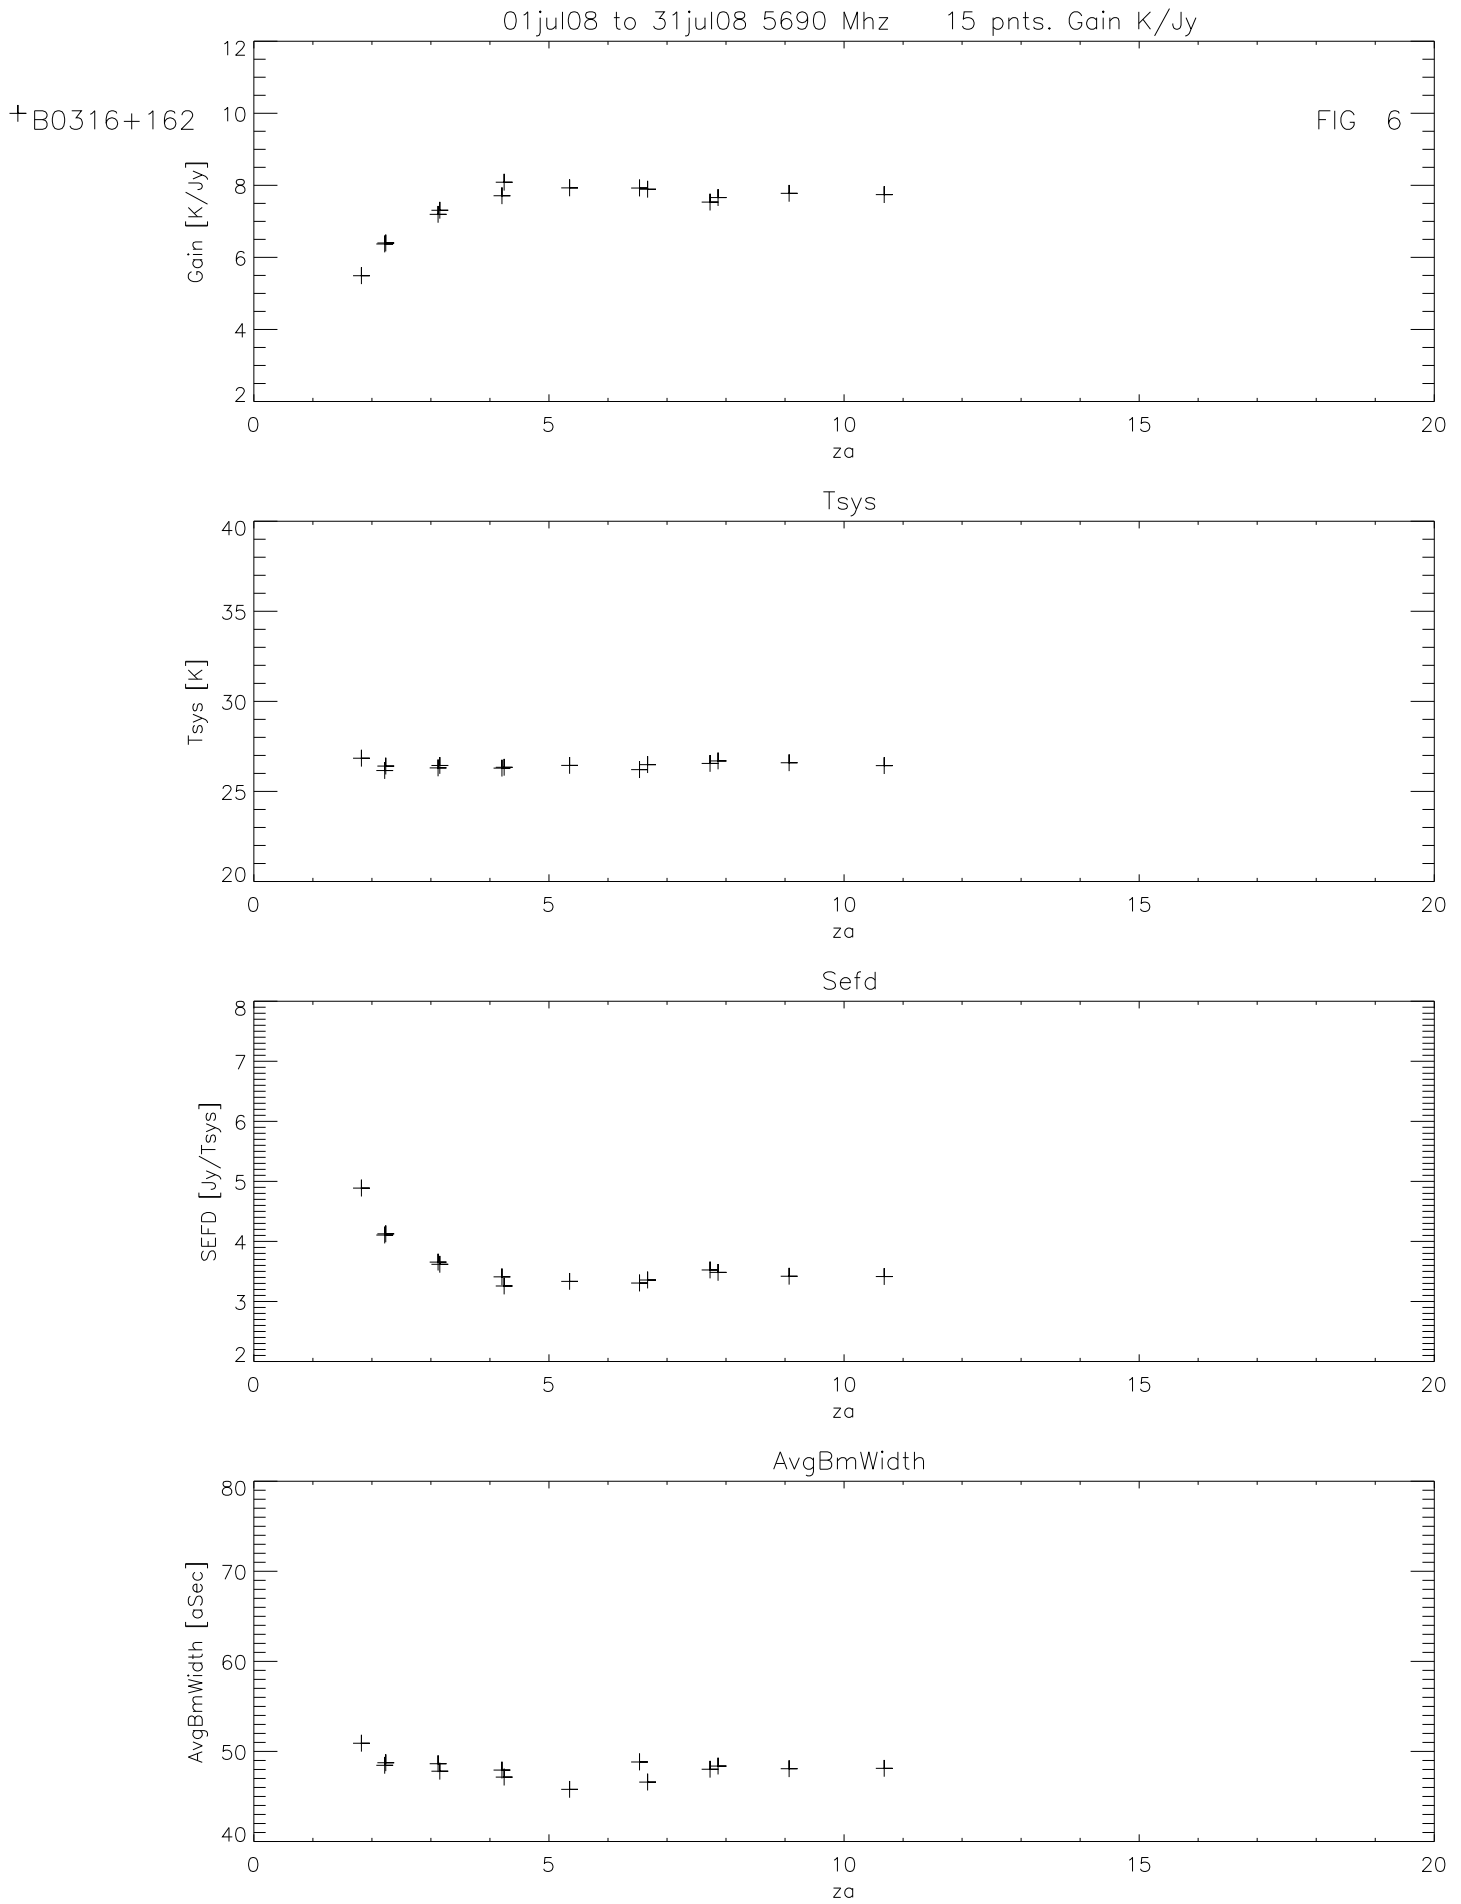 01jul08 to 31jul08 5690 Mhz 15 pnts. Gain K/Jy
+B0316+162
FIG 6
Gain [K/Jy]
12
10
8
6
4
2
0 5 10 15 20
za
Tsys
Tsys [K]
40
35
30
25
20
0 5 10 15 20
za
Sefd
SEFD [Jy/Tsys]
8
7
6
5
4
3
2
0 5 10 15 20
za
AvgBmWidth
AvgBmWidth [aSec]
80
70
60
50
40
0 5 10 15 20
za